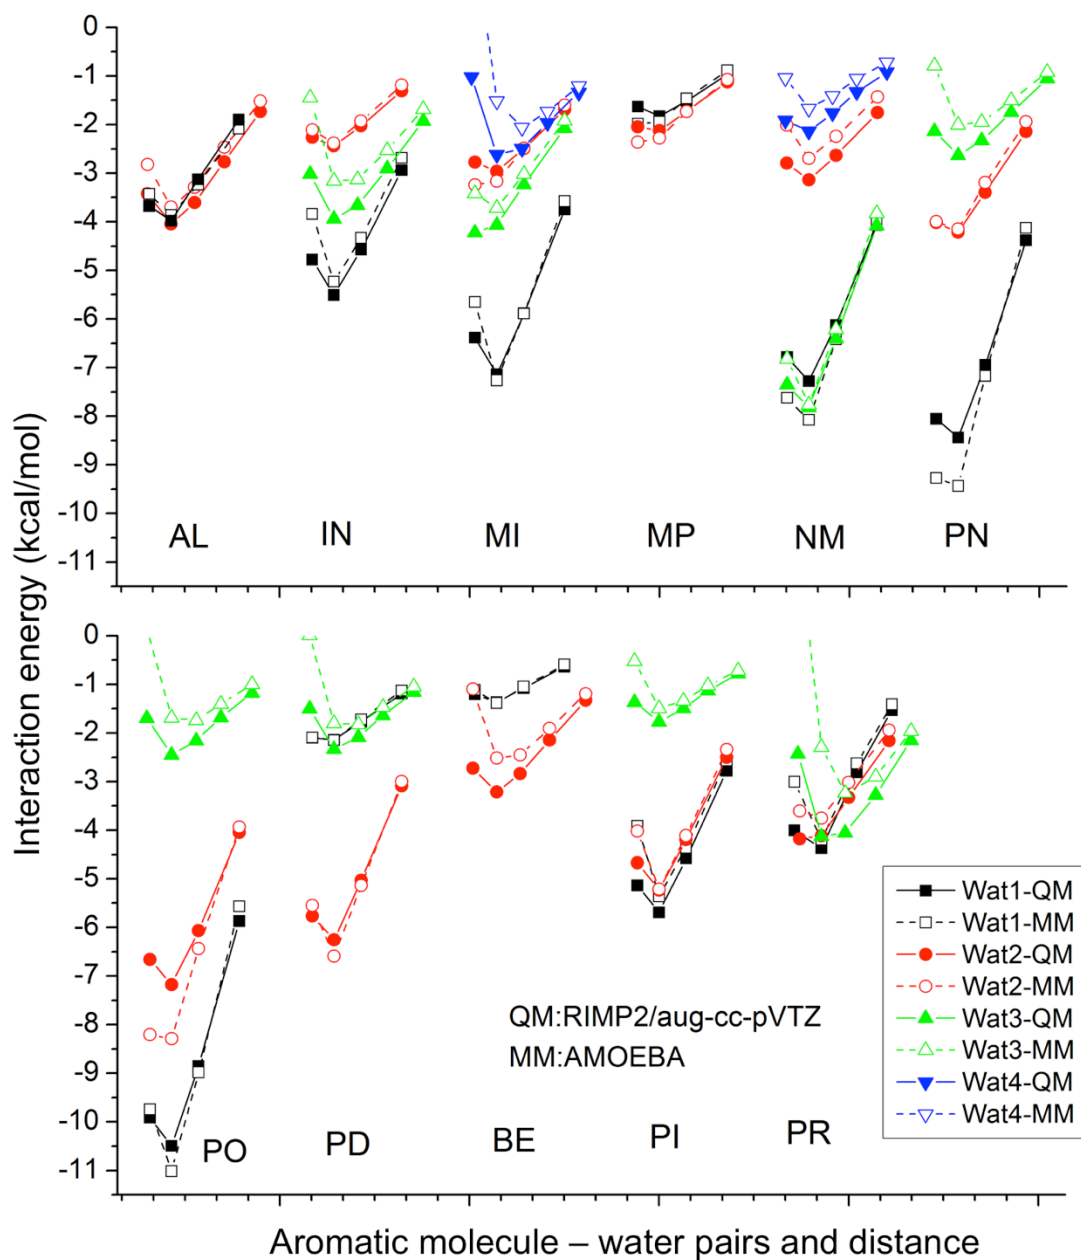 Interaction energy (kcal/mol)
0
-1
-2
-3
-4
-5
-6
-7
-8
-9
-10
-11
AL IN MI MP NM PN
0
-1
-2
-3
-4
-5
-6
-7
-8
-9
-10
-11
PO PD BE PI PR
QM:RIMP2/aug-cc-pVTZ
MM:AMOEBA
Wat1-QM
Wat1-MM
Wat2-QM
Wat2-MM
Wat3-QM
Wat3-MM
Wat4-QM
Wat4-MM
Aromatic molecule – water pairs and distance